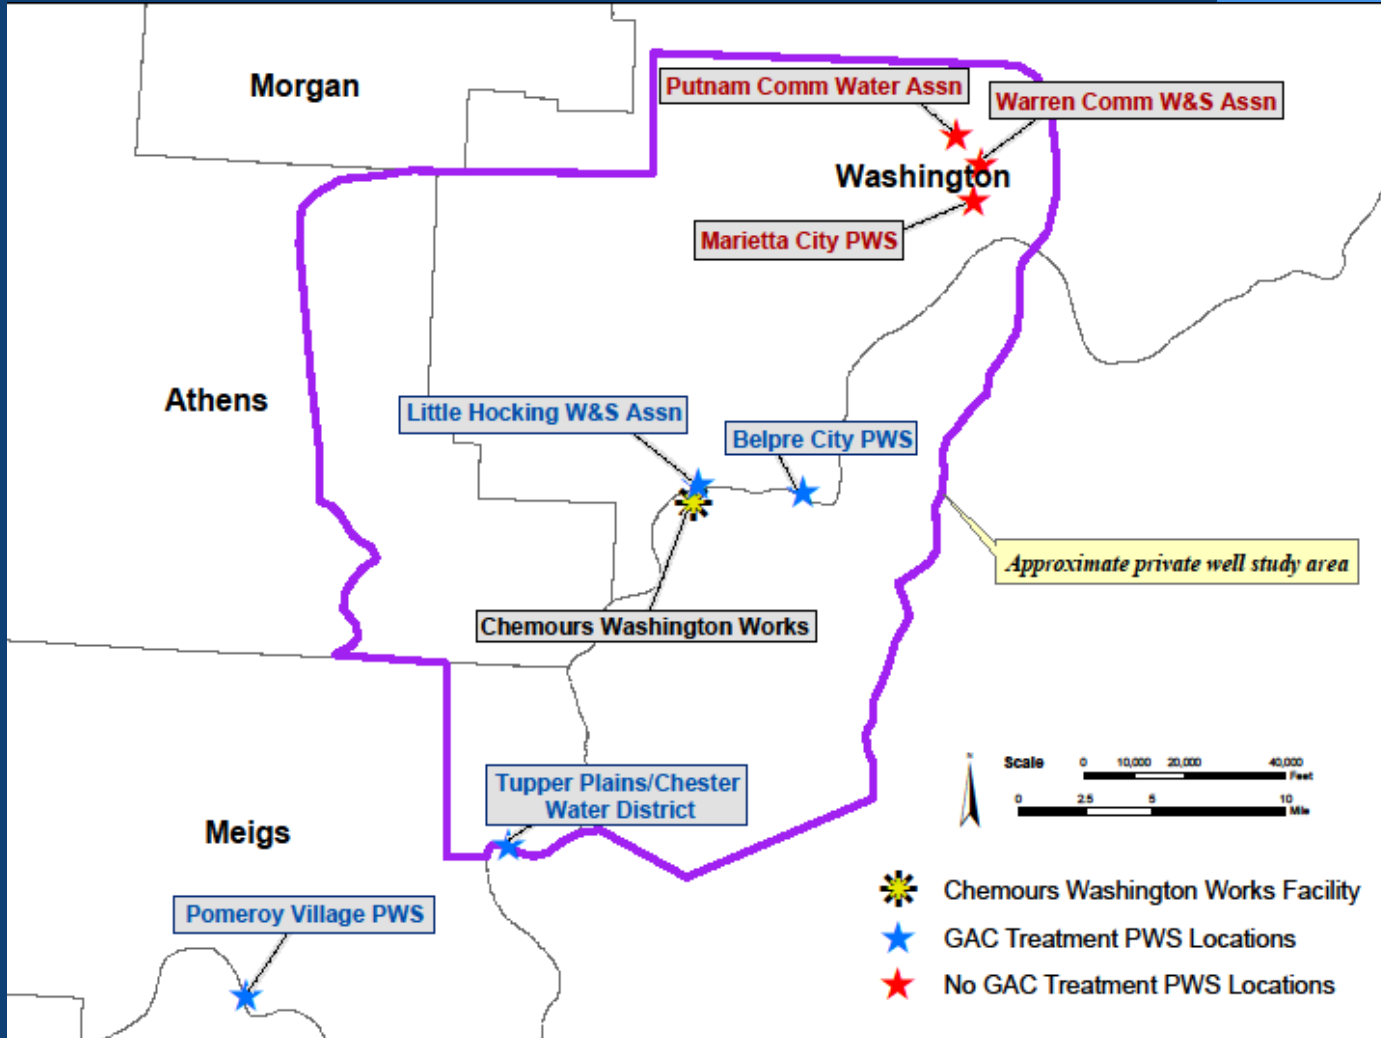 Morgan
Putnam Comm Water Assn
Warren Comm W&S Assn
Washington
Marietta City PWS
Athens
Little Hocking W&S Assn
Belpre City PWS
Approximate private well study area
Chemours Washington Works
Tupper Plains/Chester
Water District
Meigs
Pomeroy Village PWS
N
Scale
0 10,000 20,000 40,000
Feet
0 2.5 5 10
Mile
Chemours Washington Works Facility
GAC Treatment PWS Locations
No GAC Treatment PWS Locations